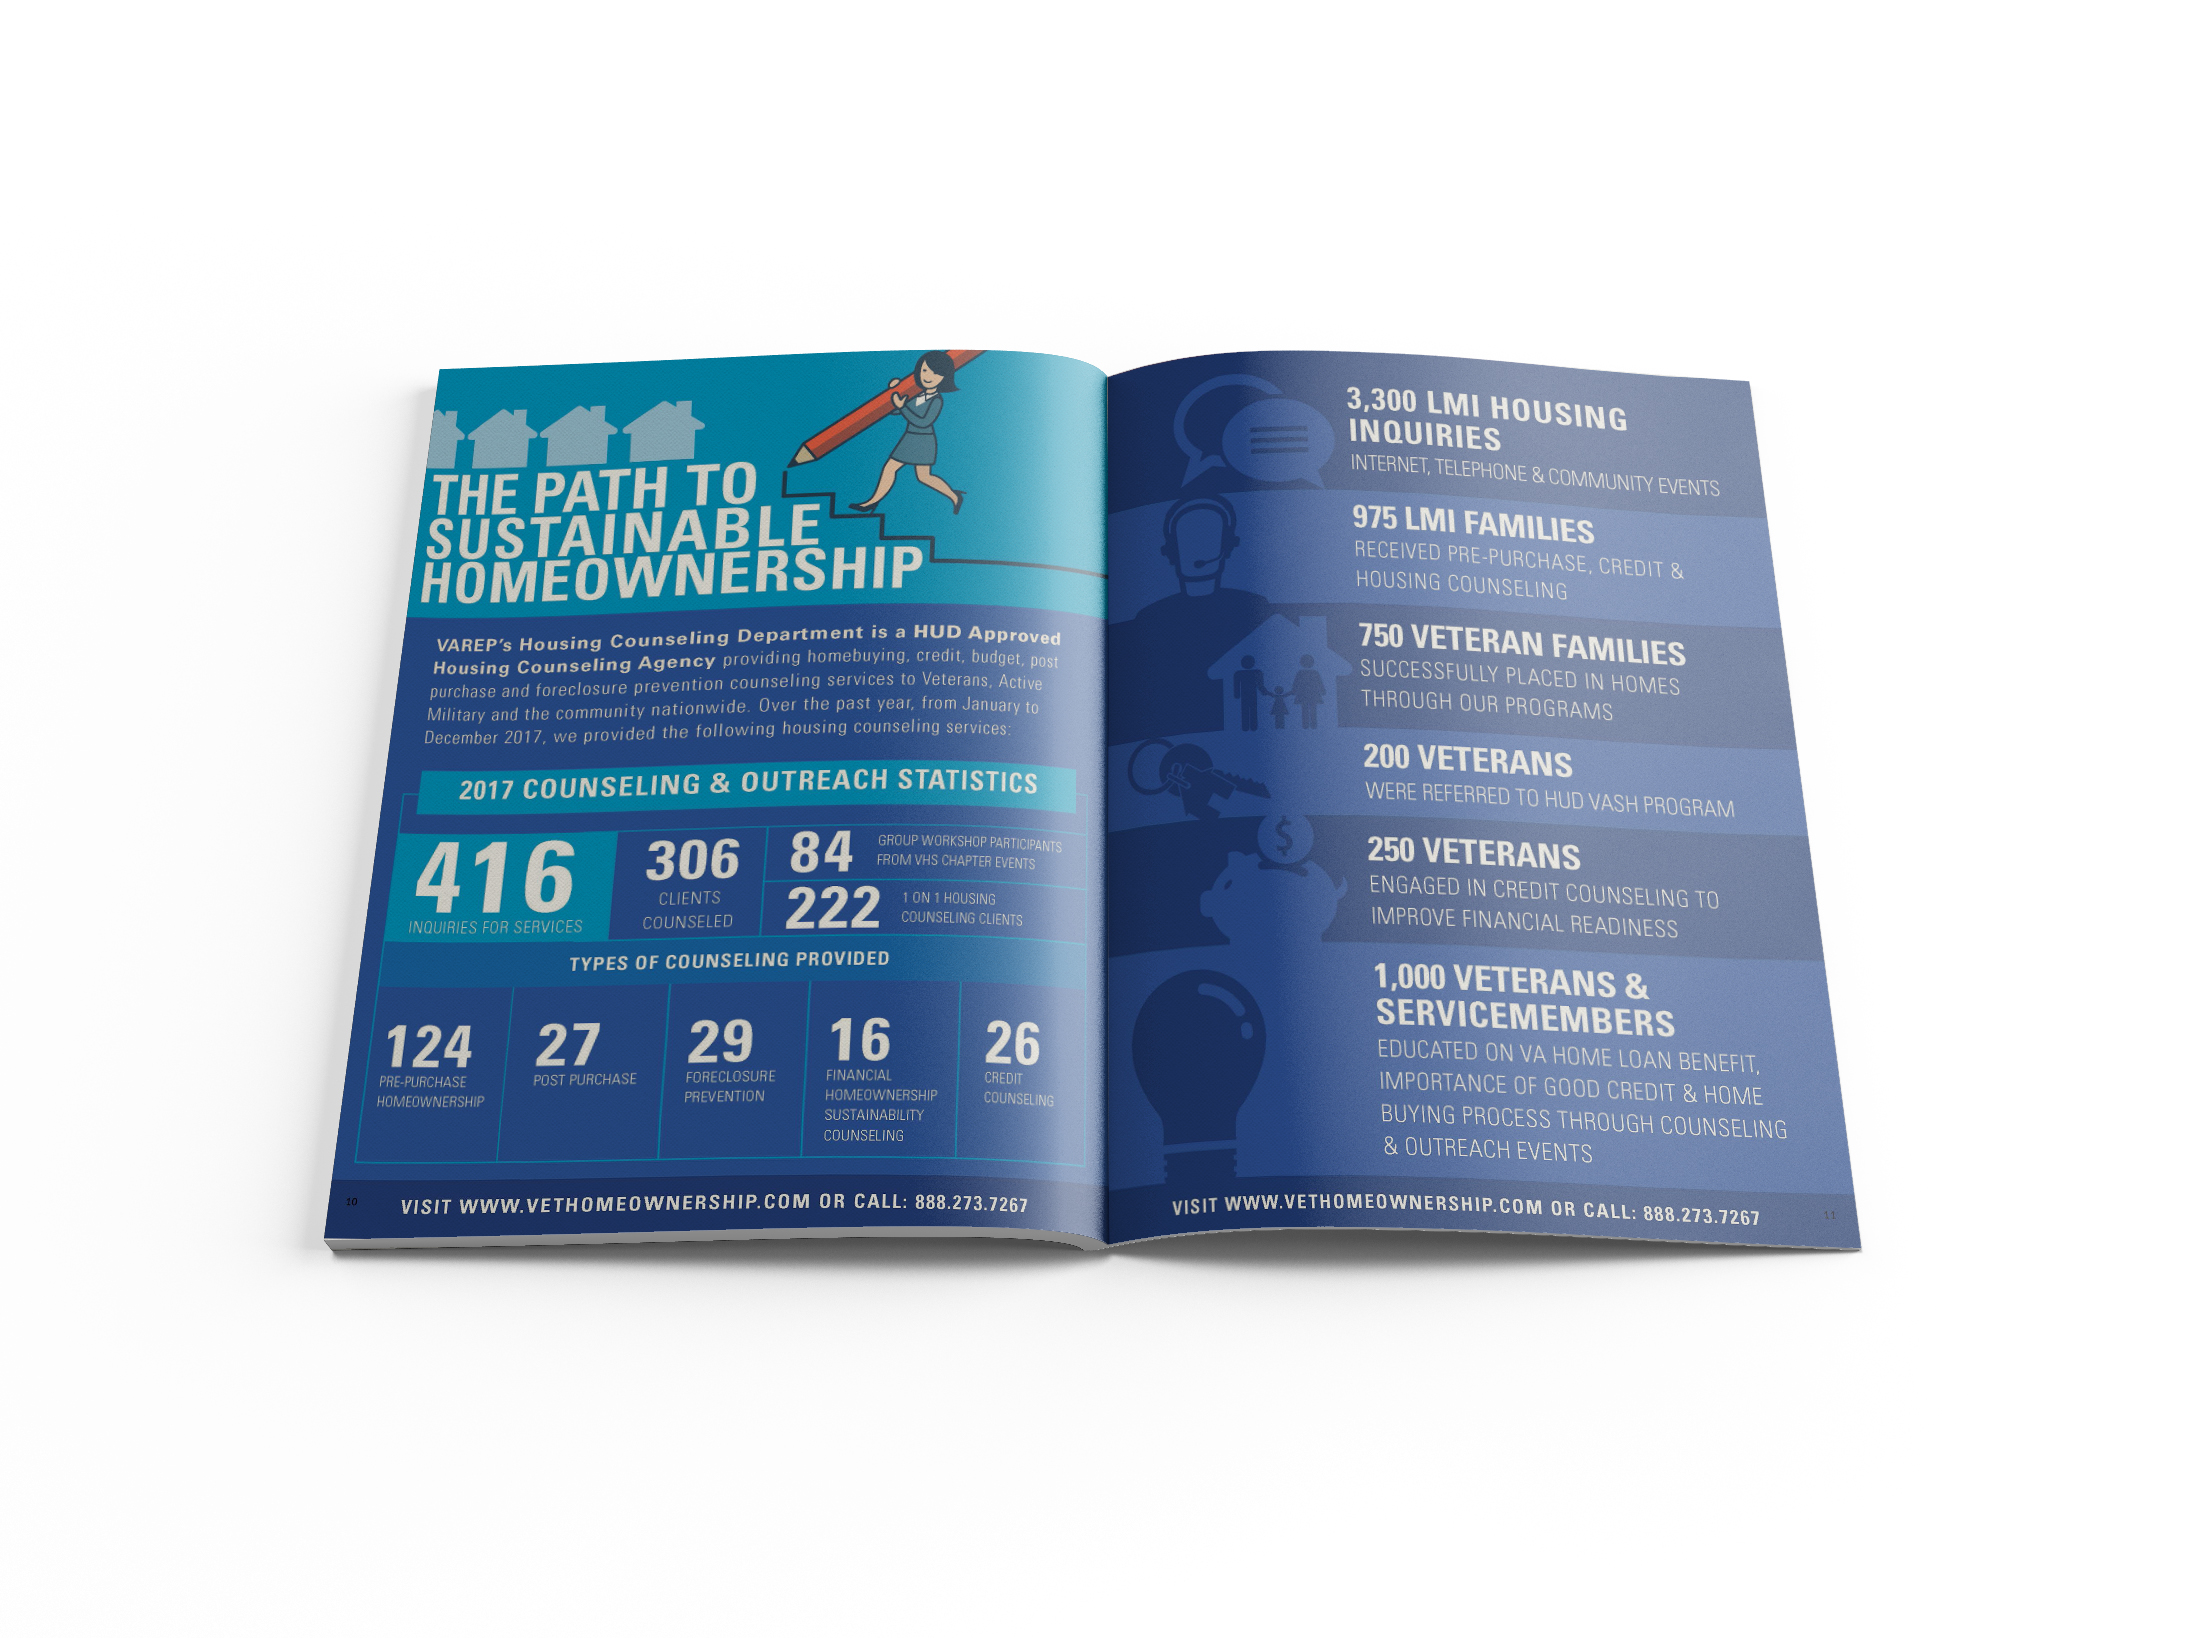 THE PATH TO
SUSTAINABLE
HOMEOWNERSHIP
VAREP's Housing Counseling Department is a HUD Approved
Housing Counseling Agency providing homebuying, credit, budget, post
purchase and foreclosure prevention counseling services to Veterans, Active
Military and the community nationwide. Over the past year, from January to
December 2017, we provided the following housing counseling services:
2017 COUNSELING & OUTREACH STATISTICS
416
INQUIRIES FOR SERVICES
306
CLIENTS
COUNSELED
84
GROUP WORKSHOP PARTICIPANTS
FROM VHS CHAPTER EVENTS
222
1 ON 1 HOUSING
COUNSELING CLIENTS
TYPES OF COUNSELING PROVIDED
124
PRE-PURCHASE
HOMEOWNERSHIP
27
POST PURCHASE
29
FORECLOSURE
PREVENTION
16
FINANCIAL
HOMEOWNERSHIP
SUSTAINABILITY
COUNSELING
26
CREDIT
COUNSELING
10
VISIT WWW.VETHOMEOWNERSHIP.COM OR CALL: 888.273.7267
3,300 LMI HOUSING
INQUIRIES
INTERNET, TELEPHONE & COMMUNITY EVENTS
975 LMI FAMILIES
RECEIVED PRE-PURCHASE, CREDIT &
HOUSING COUNSELING
750 VETERAN FAMILIES
SUCCESSFULLY PLACED IN HOMES
THROUGH OUR PROGRAMS
200 VETERANS
WERE REFERRED TO HUD VASH PROGRAM
$
250 VETERANS
ENGAGED IN CREDIT COUNSELING TO
IMPROVE FINANCIAL READINESS
1,000 VETERANS &
SERVICEMEMBERS
EDUCATED ON VA HOME LOAN BENEFIT,
IMPORTANCE OF GOOD CREDIT & HOME
BUYING PROCESS THROUGH COUNSELING
& OUTREACH EVENTS
VISIT WWW.VETHOMEOWNERSHIP.COM OR CALL: 888.273.7267
11